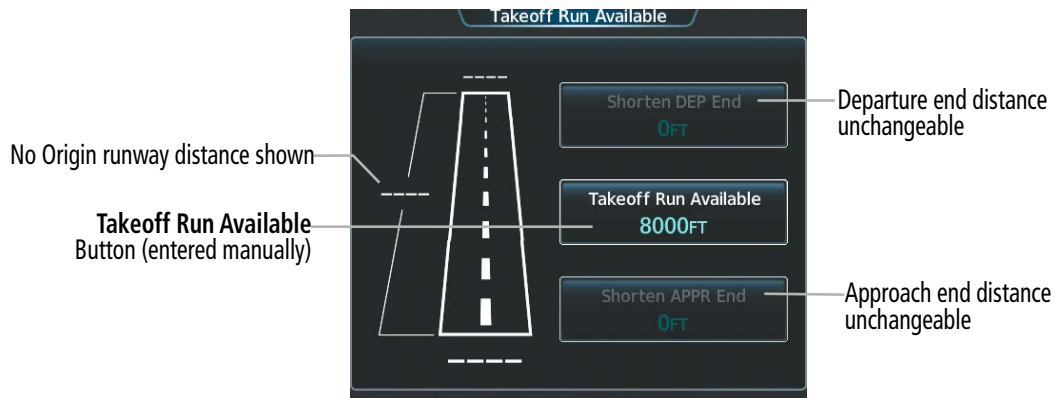 Takeoff Run Available
----
Shorten DEP End
0FT
Departure end distance
unchangeable
No Origin runway distance shown
----
Takeoff Run Available
8000FT
Takeoff Run Available
Button (entered manually)
Shorten APPR End
0FT
Approach end distance
unchangeable
----